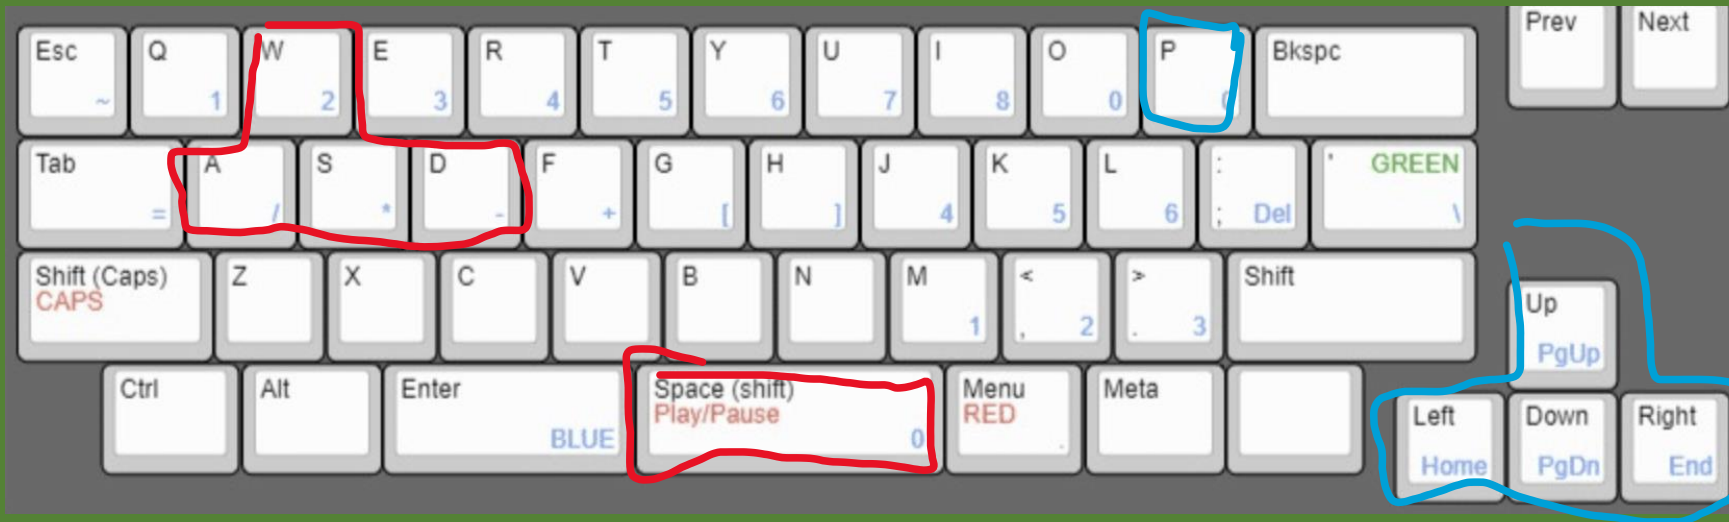 Esc Q W E R T Y U I O P Bkspc Prev Next
~ 1 2 3 4 5 6 7 8 0
Tab A S D F G H J K L : ' GREEN
= / * - + [ ] 4 5 6 ; Del \
Shift (Caps) Z X C V B N M < > Shift Up
CAPS
1 , 2 . 3 PgUp
Ctrl Alt Enter Space (shift) Menu Meta Left Down Right
Play/Pause RED
BLUE 0 . Home PgDn End